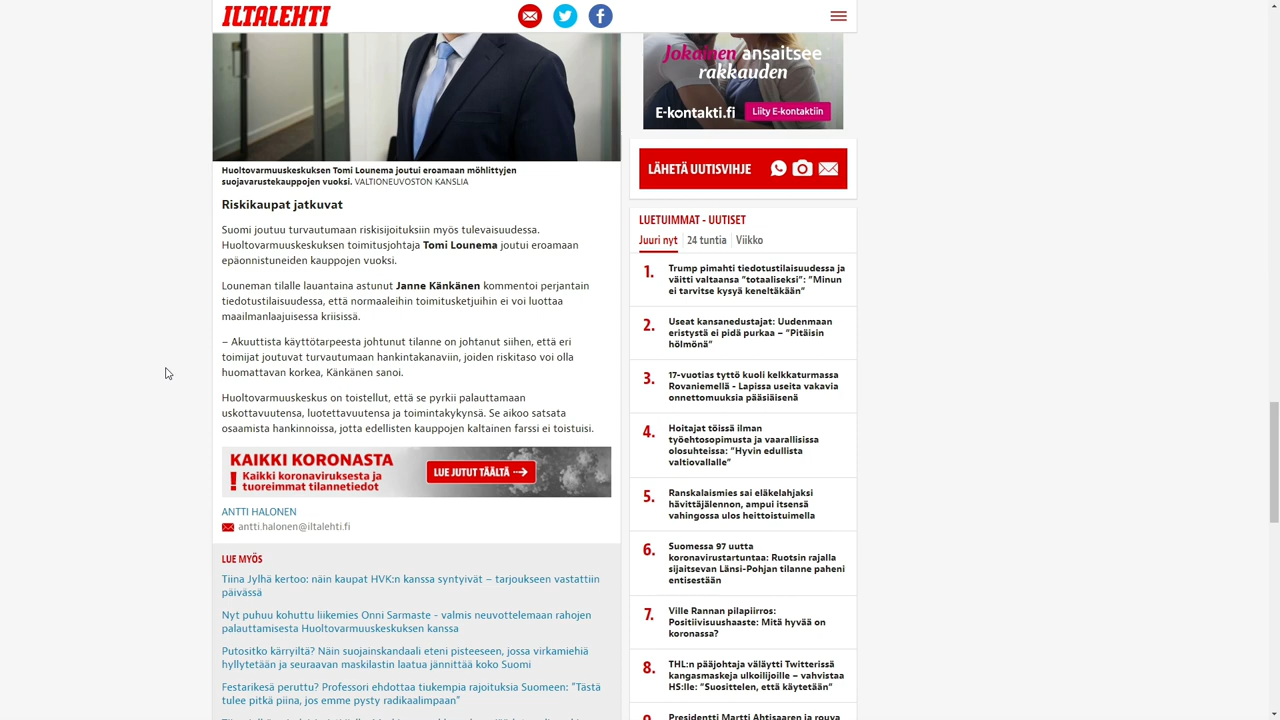 ILTALEHTI
Huoltovarmuuskeskuksen Tomi Lounema joutui eroamaan möhlittyjen
suojavarustekauppojen vuoksi. VALTIONEUVOSTON KANSLIA
Riskikaupat jatkuvat
Suomi joutuu turvautumaan riskisijoituksiin myös tulevaisuudessa.
Huoltovarmuuskeskuksen toimitusjohtaja Tomi Lounema joutui eroamaan
epäonnistuneiden kauppojen vuoksi.
Louneman tilalle lauantaina astunut Janne Känkänen kommentoi perjantain
tiedotustilaisuudessa, että normaaleihin toimitusketjuihin ei voi luottaa
maailmanlaajuisessa kriisissä.
– Akuuttista käyttötarpeesta johtunut tilanne on johtanut siihen, että eri
toimijat joutuvat turvautumaan hankintakanaviin, joiden riskitaso voi olla
huomattavan korkea, Känkänen sanoi.
Huoltovarmuuskeskus on toistellut, että se pyrkii palauttamaan
uskottavuutensa, luotettavuutensa ja toimintakykynsä. Se aikoo satsata
osaamista hankinnoissa, jotta edellisten kauppojen kaltainen farssi ei toistuisi.
KAIKKI KORONASTA
! Kaikki koronaviruksesta ja
tuoreimmat tilannetiedot
LUE JUTUT TÄÄLTÄ
ANTTI HALONEN
antti.halonen@iltalehti.fi
LUE MYÖS
Tiina Jylhä kertoo: näin kaupat HVK:n kanssa syntyivät – tarjoukseen vastattiin
päivässä
Nyt puhuu kohuttu liikemies Onni Sarmaste - valmis neuvottelemaan rahojen
palauttamisesta Huoltovarmuuskeskuksen kanssa
Putositko kärryiltä? Näin suojainskandaali eteni pisteeseen, jossa virkamiehiä
hyllytetään ja seuraavan maskilastin laatua jännittää koko Suomi
Festarikesä peruttu? Professori ehdottaa tiukempia rajoituksia Suomeen: ”Tästä
tulee pitkä piina, jos emme pysty radikaalimpaan”
Jokainen ansaitsee
rakkauden
E-kontakti.fi
Liity E-kontaktiin
LÄHETÄ UUTISVIHJE
LUETUIMMAT - UUTISET
Juuri nyt
24 tuntia
Viikko
1. Trump pimahti tiedotustilaisuudessa ja
väitti valtaansa ”totaaliseksi”: ”Minun
ei tarvitse kysyä keneltäkään”
2. Useat kansanedustajat: Uudenmaan
eristystä ei pidä purkaa – ”Pitäisin
hölmönä”
3. 17-vuotias tyttö kuoli kelkkaturmassa
Rovaniemellä - Lapissa useita vakavia
onnettomuuksia pääsiäisenä
4. Hoitajat töissä ilman
työehtosopimusta ja vaarallisissa
olosuhteissa: ”Hyvin edullista
valtiovallalle”
5. Ranskalaismies sai eläkelahjaksi
hävittäjälennon, ampui itsensä
vahingossa ulos heittoistuimella
6. Suomessa 97 uutta
koronavirustartuntaa: Ruotsin rajalla
sijaitsevan Länsi-Pohjan tilanne paheni
entisestään
7. Ville Rannan pilapiirros:
Positiivisuushaaste: Mitä hyvää on
koronassa?
8. THL:n pääjohtaja väläytti Twitterissä
kangasmaskeja ulkoilijoille – vahvistaa
HS:lle: ”Suosittelen, että käytetään”
Presidentti Martti Ahtisaaren ja rouva